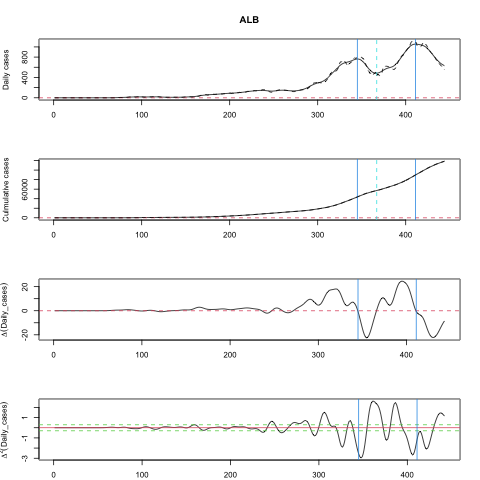 ALB
Daily cases
800
400
0
0 100 200 300 400
Culmulative cases
60000
0
0 100 200 300 400
Δ(Daily_cases)
20
0
-20
0 100 200 300 400
Δ²(Daily_cases)
1
-1
-3
0 100 200 300 400